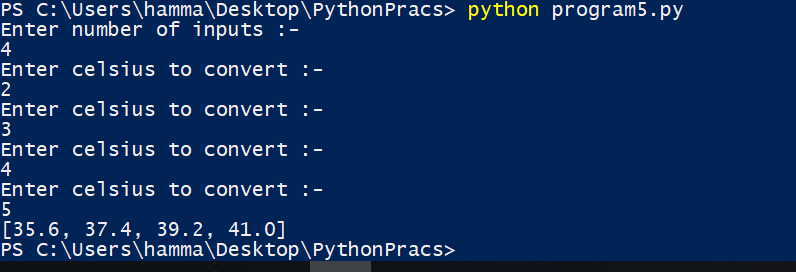 PS C:\Users\hamma\Desktop\PythonPracs> python program5.py
Enter number of inputs :-
4
Enter celsius to convert :-
2
Enter celsius to convert :-
3
Enter celsius to convert :-
4
Enter celsius to convert :-
5
[35.6, 37.4, 39.2, 41.0]
PS C:\Users\hamma\Desktop\PythonPracs>